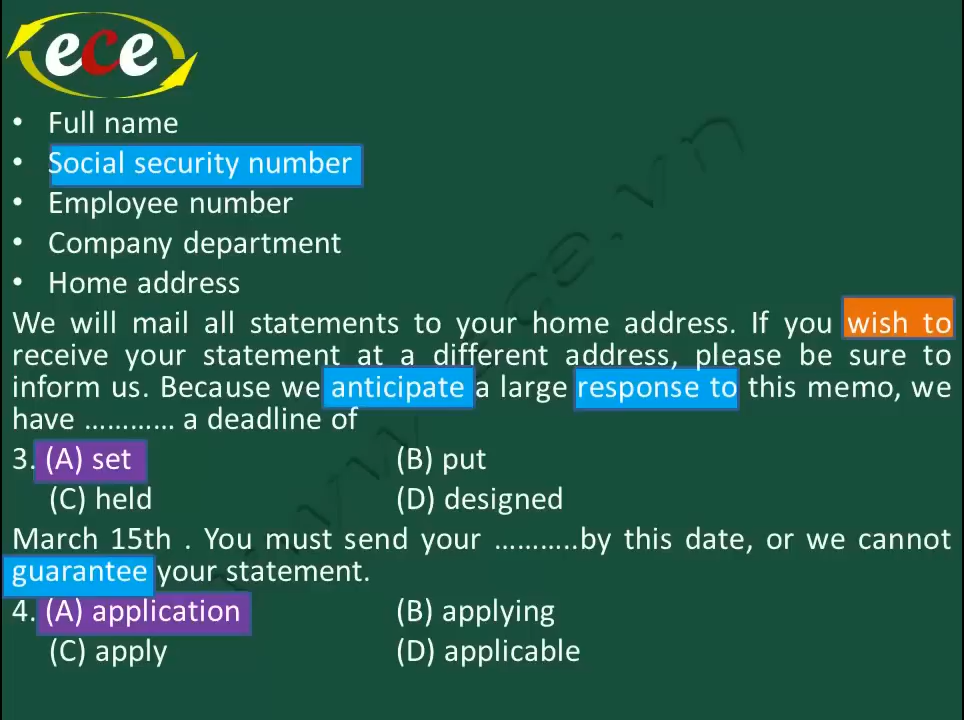 ece
• Full name
• Social security number
• Employee number
• Company department
• Home address
We will mail all statements to your home address. If you wish to
receive your statement at a different address, please be sure to
inform us. Because we anticipate a large response to this memo, we
have ………… a deadline of
3. (A) set (B) put
(C) held (D) designed
March 15th . You must send your ………..by this date, or we cannot
guarantee your statement.
4. (A) application (B) applying
(C) apply (D) applicable